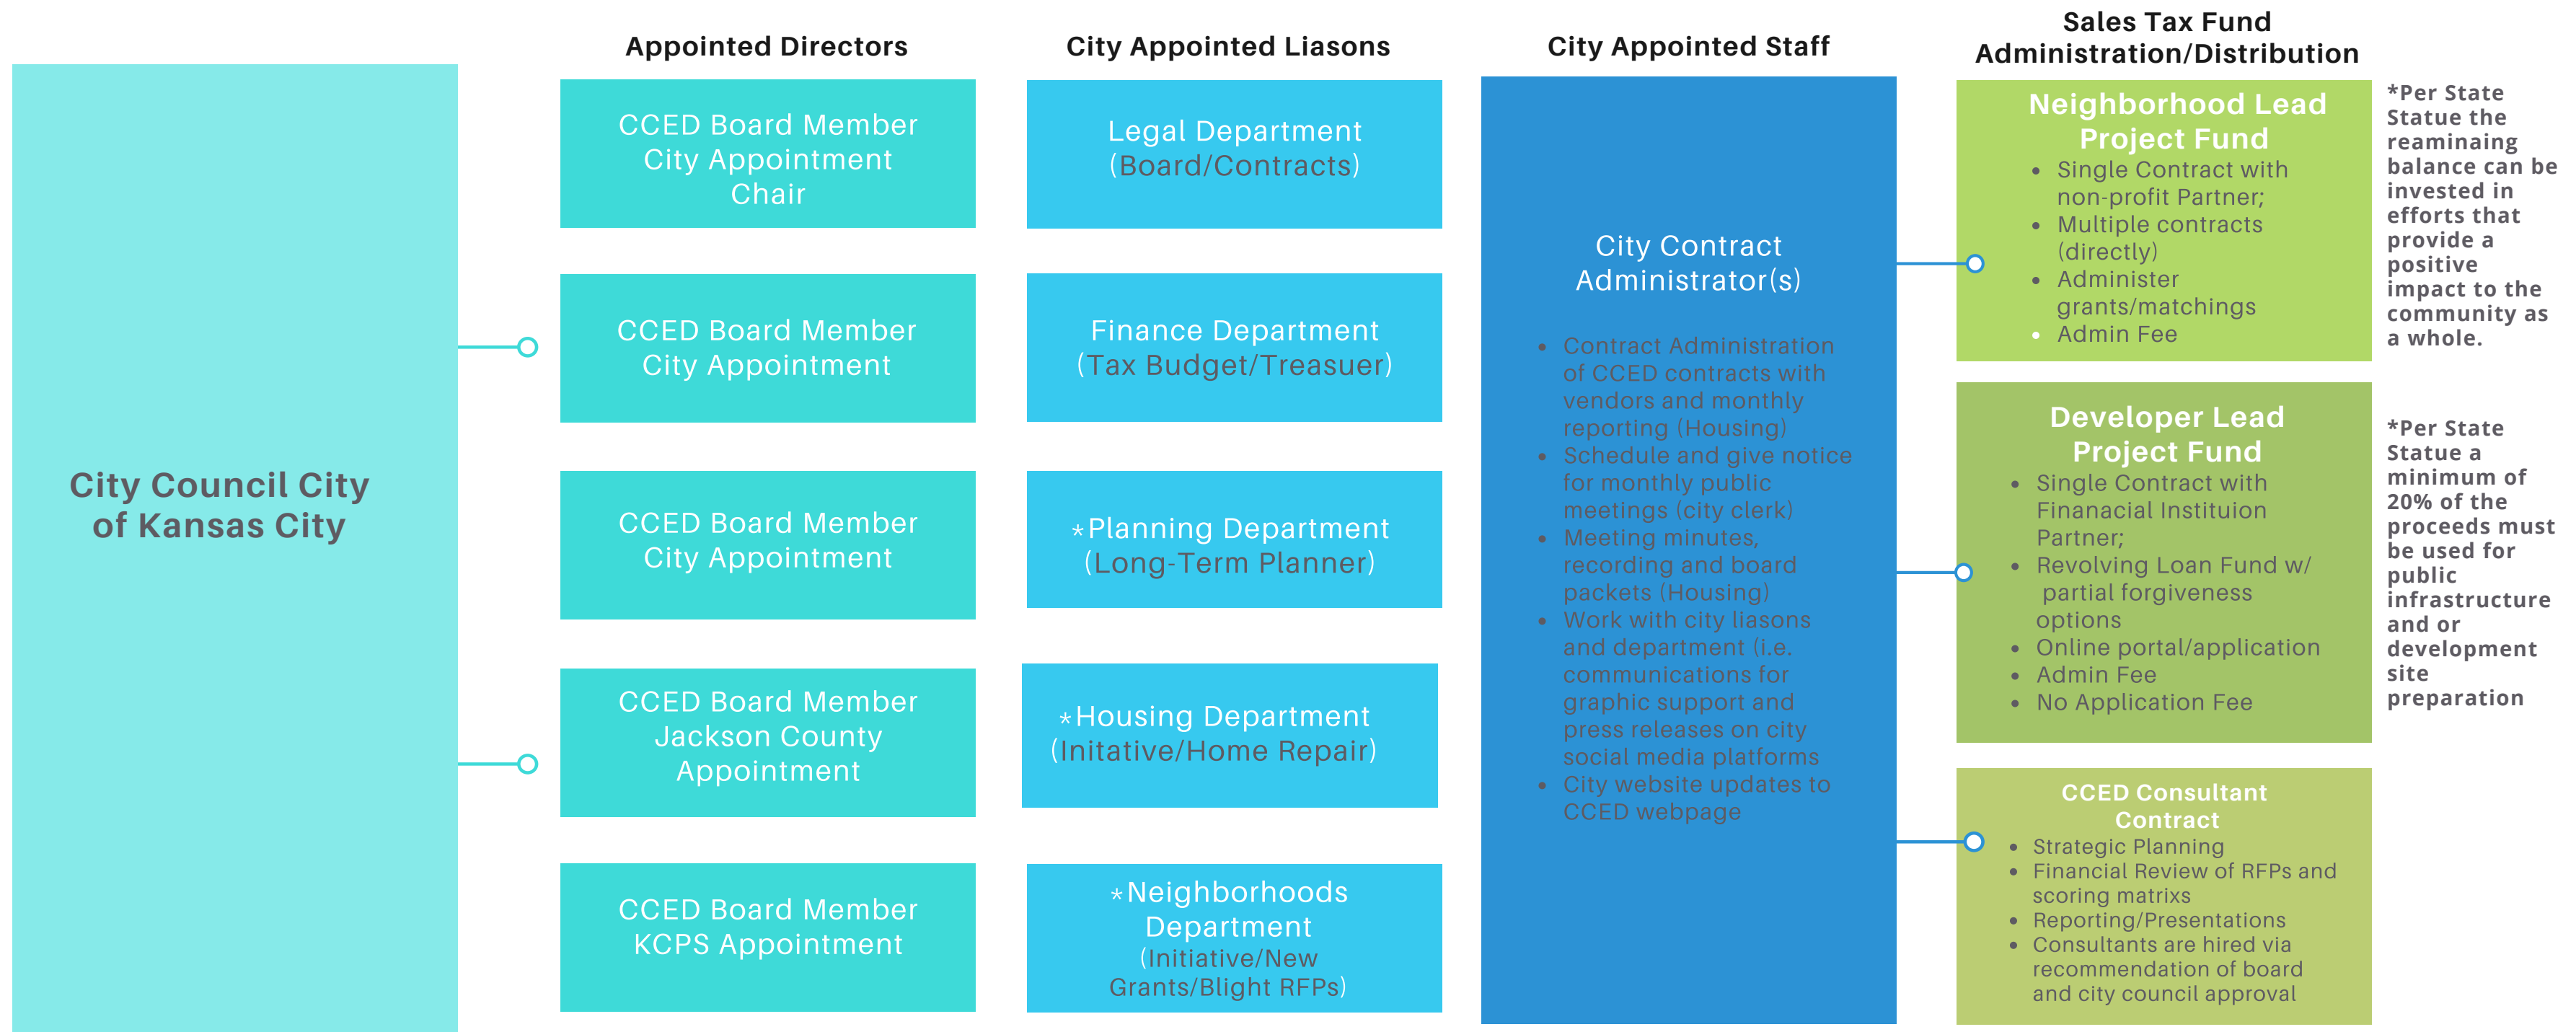 City Council City
of Kansas City
Appointed Directors
CCED Board Member
City Appointment
Chair
CCED Board Member
City Appointment
CCED Board Member
City Appointment
CCED Board Member
Jackson County
Appointment
CCED Board Member
KCPS Appointment
City Appointed Liasons
Legal Department
(Board/Contracts)
Finance Department
(Tax Budget/Treasuer)
*Planning Department
(Long-Term Planner)
*Housing Department
(Initative/Home Repair)
*Neighborhoods
Department
(Initiative/New
Grants/Blight RFPs)
City Appointed Staff
City Contract
Administrator(s)
• Contract Administration
of CCED contracts with
vendors and monthly
reporting (Housing)
• Schedule and give notice
for monthly public
meetings (city clerk)
• Meeting minutes,
recording and board
packets (Housing)
• Work with city liasons
and department (i.e.
communications for
graphic support and
press releases on city
social media platforms
• City website updates to
CCED webpage
Sales Tax Fund
Administration/Distribution
Neighborhood Lead
Project Fund
• Single Contract with
non-profit Partner;
• Multiple contracts
(directly)
• Administer
grants/matchings
• Admin Fee
Developer Lead
Project Fund
• Single Contract with
Finanacial Instituion
Partner;
• Revolving Loan Fund w/
partial forgiveness
options
• Online portal/application
• Admin Fee
• No Application Fee
CCED Consultant
Contract
• Strategic Planning
• Financial Review of RFPs and
scoring matrixs
• Reporting/Presentations
• Consultants are hired via
recommendation of board
and city council approval
*Per State
Statue the
reaminaing
balance can be
invested in
efforts that
provide a
positive
impact to the
community as
a whole.
*Per State
Statue a
minimum of
20% of the
proceeds must
be used for
public
infrastructure
and or
development
site
preparation